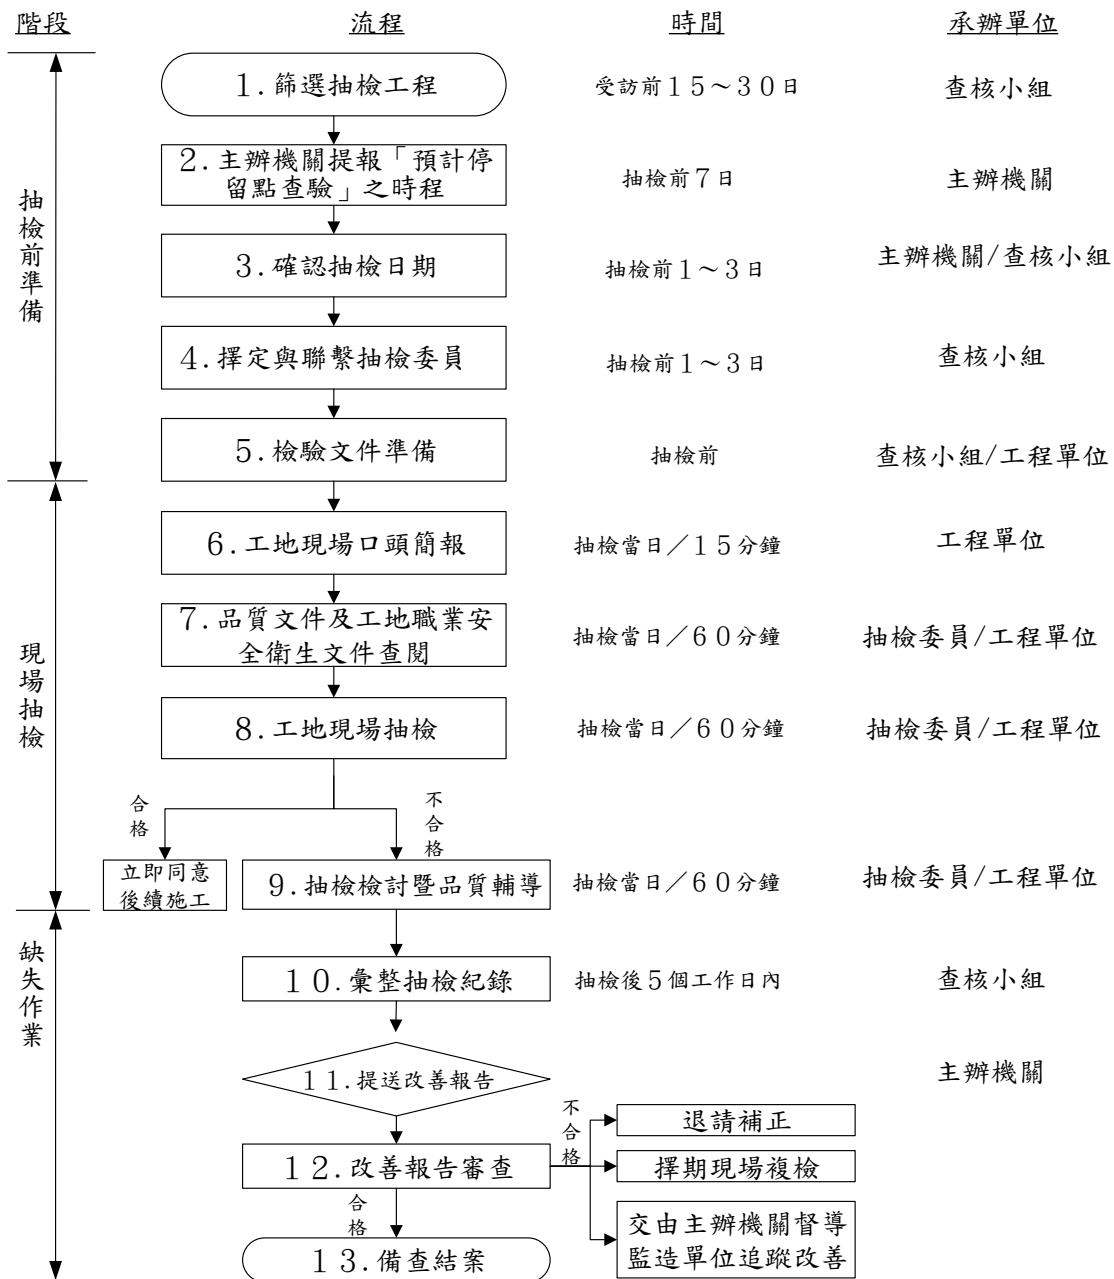 階段 流程 時間 承辦單位
1.篩選抽檢工程 受訪前15～30日 查核小組
2.主辦機關提報「預計停
留點查驗」之時程 抽檢前7日 主辦機關
抽檢前準備
3.確認抽檢日期 抽檢前1～3日 主辦機關/查核小組
4.擇定與聯繫抽檢委員 抽檢前1～3日 查核小組
5.檢驗文件準備 抽檢前 查核小組/工程單位
6.工地現場口頭簡報 抽檢當日／15分鐘 工程單位
7.品質文件及工地職業安
全衛生文件查閱 抽檢當日／60分鐘 抽檢委員/工程單位
現場抽檢
8.工地現場抽檢 抽檢當日／60分鐘 抽檢委員/工程單位
合格
不合格
立即同意
後續施工
9.抽檢檢討暨品質輔導 抽檢當日／60分鐘 抽檢委員/工程單位
缺失作業
10.彙整抽檢紀錄 抽檢後5個工作日內 查核小組
11.提送改善報告 主辦機關
12.改善報告審查
不合格
退請補正
擇期現場複檢
交由主辦機關督導
監造單位追蹤改善
合格
13.備查結案